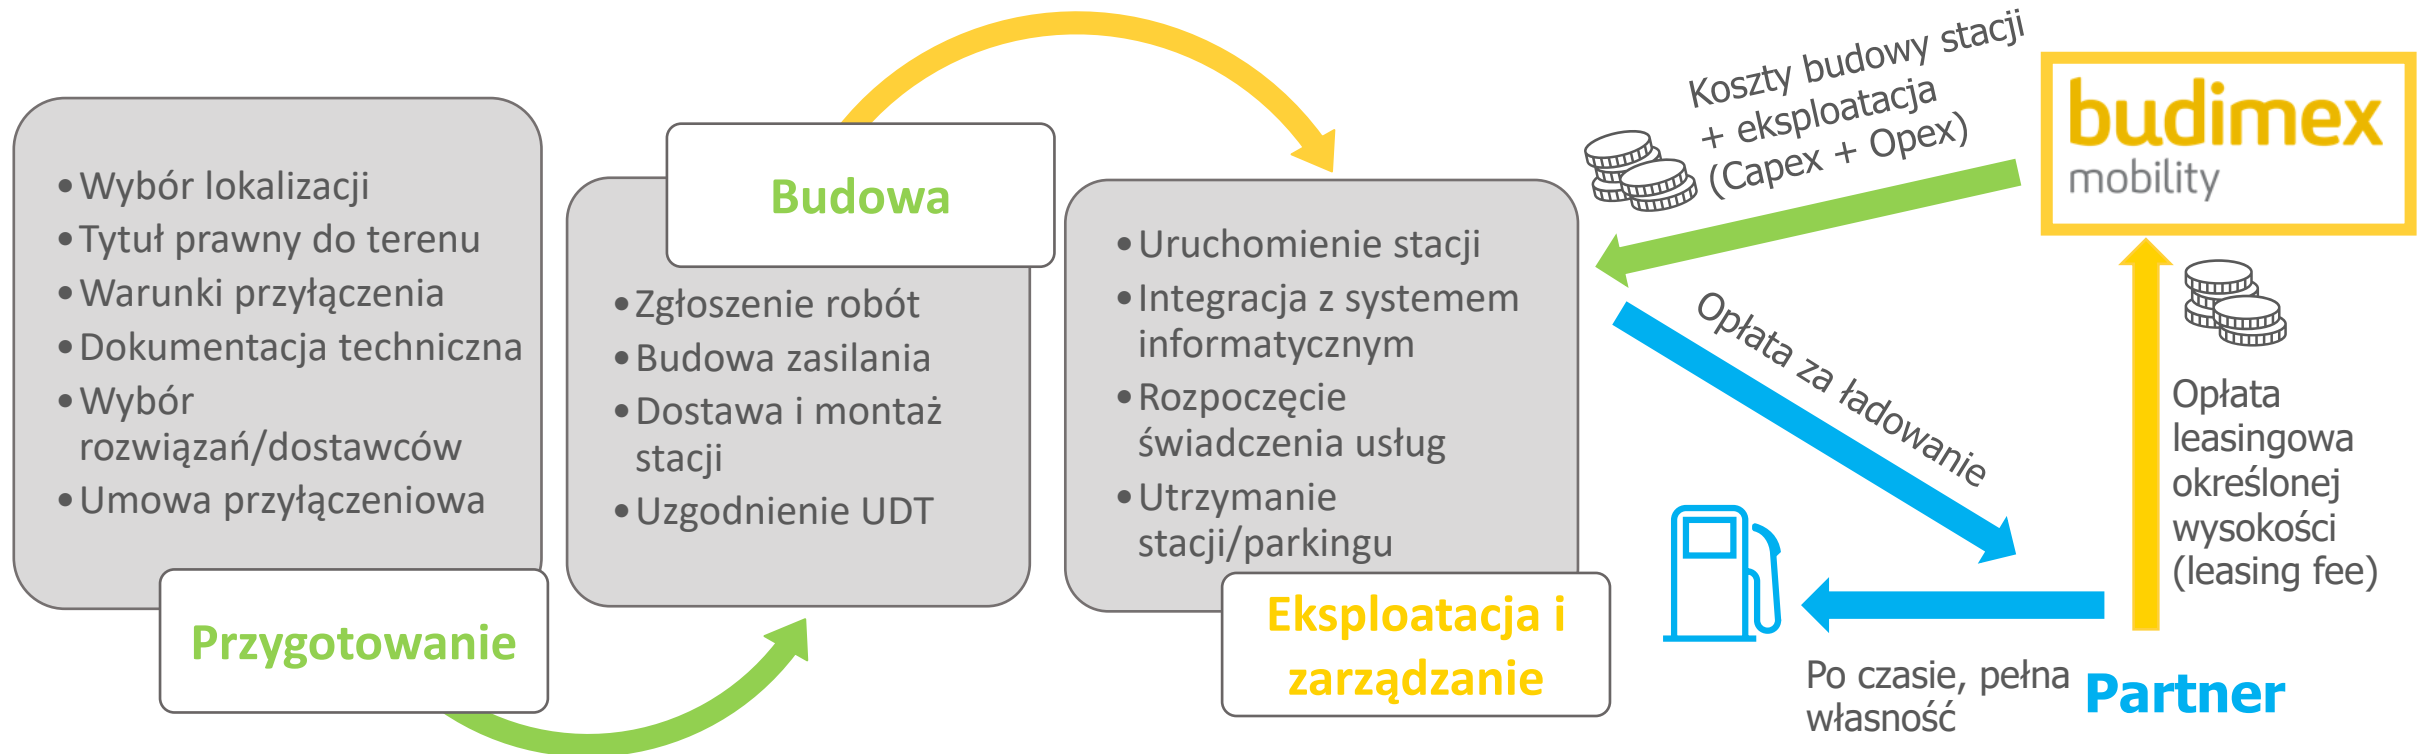 Wybór lokalizacji
Tytuł prawny do terenu
Warunki przyłączenia
Dokumentacja techniczna
Wybór
rozwiązań/dostawców
Umowa przyłączeniowa
Przygotowanie
Budowa
Zgłoszenie robót
Budowa zasilania
Dostawa i montaż
stacji
Uzgodnienie UDT
Uruchomienie stacji
Integracja z systemem
informatycznym
Rozpoczęcie
świadczenia usług
Utrzymanie
stacji/parkingu
Eksploatacja i
zarządzanie
Koszty budowy stacji
+ eksploatacja
(Capex + Opex)
budimex
mobility
Opłata za ładowanie
Opłata
leasingowa
określonej
wysokości
(leasing fee)
Po czasie, pełna
własność
Partner